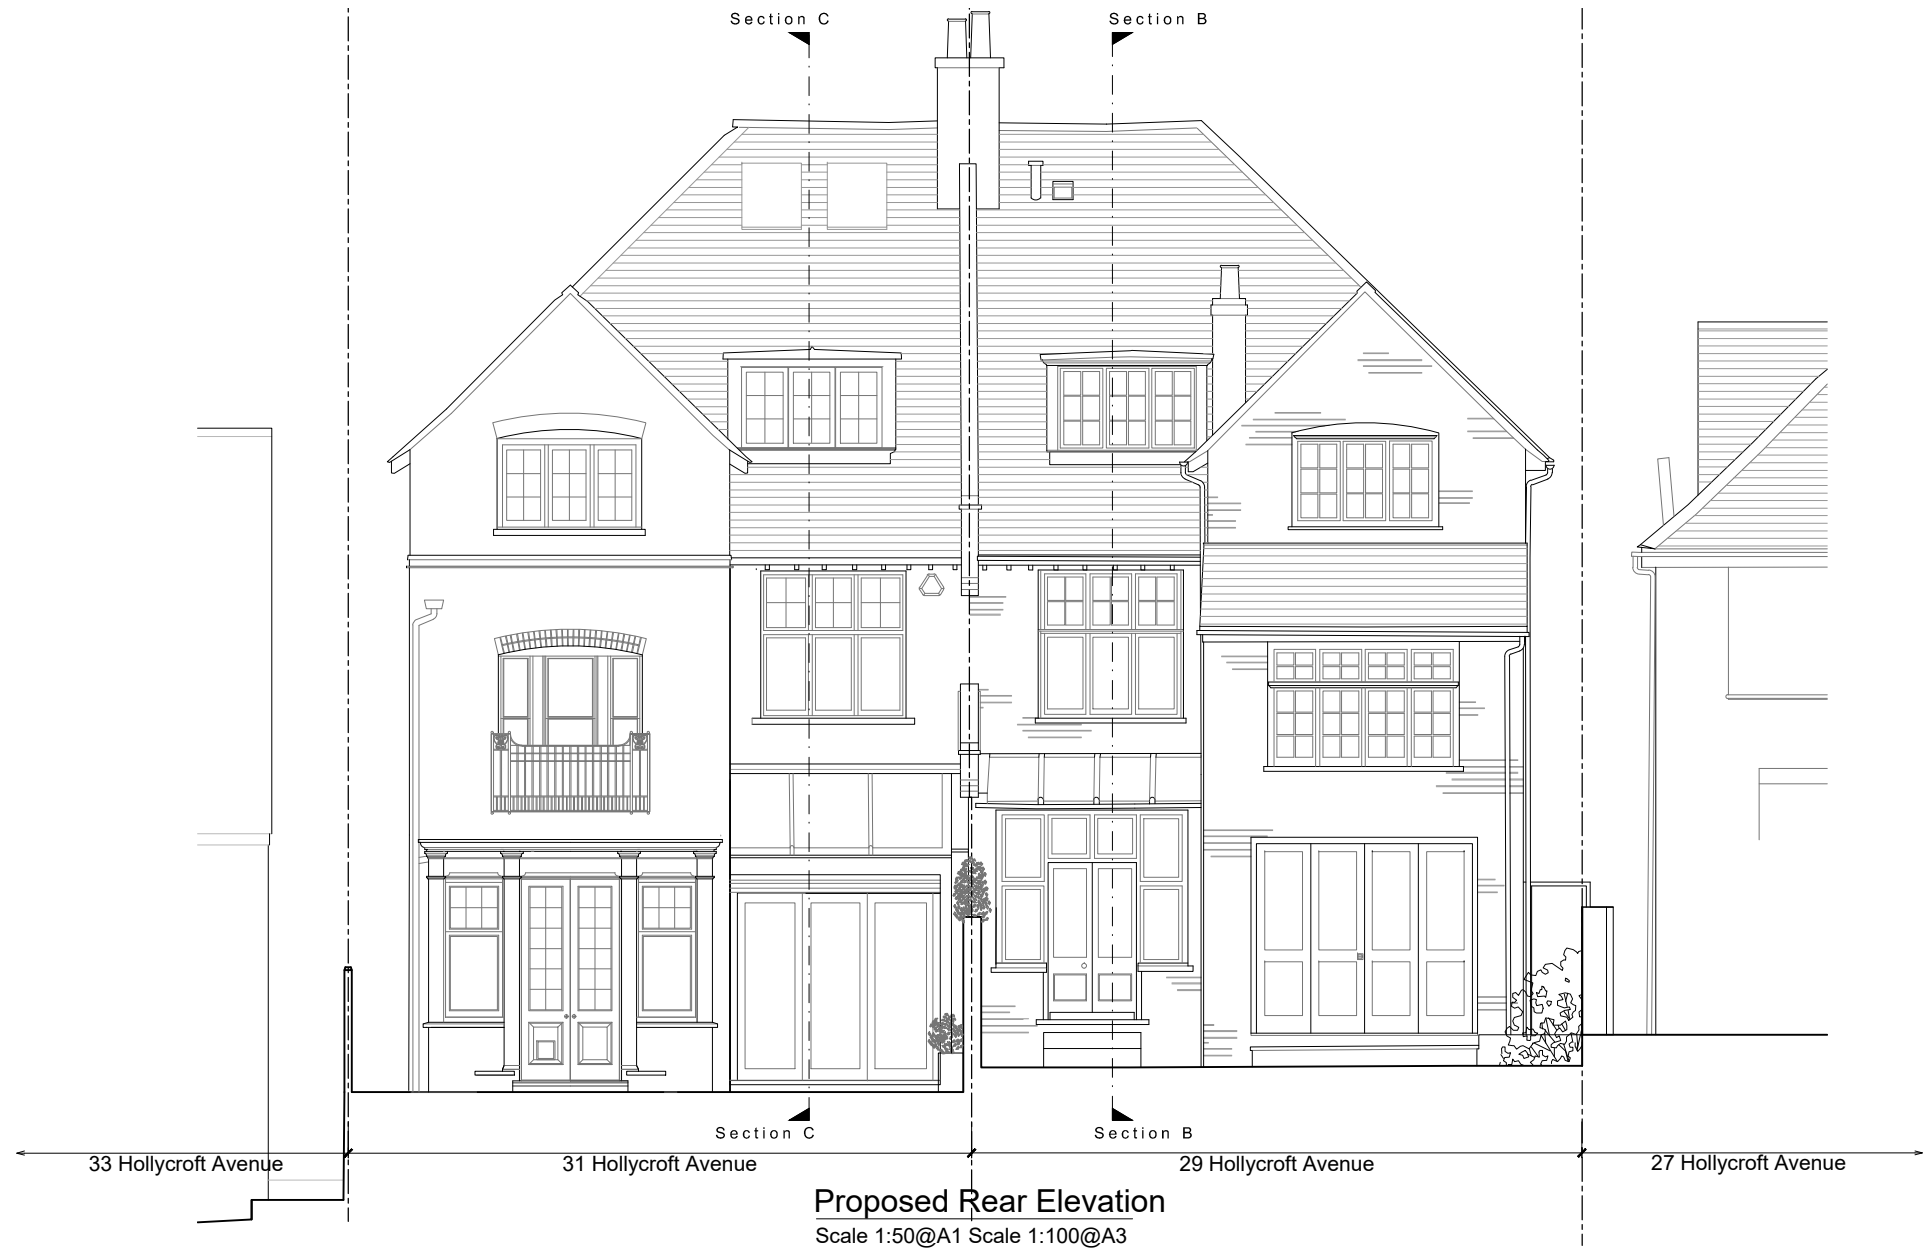 Section C
Section B
Section C
Section B
33 Hollycroft Avenue
31 Hollycroft Avenue
29 Hollycroft Avenue
27 Hollycroft Avenue
Proposed Rear Elevation
Scale 1:50@A1 Scale 1:100@A3